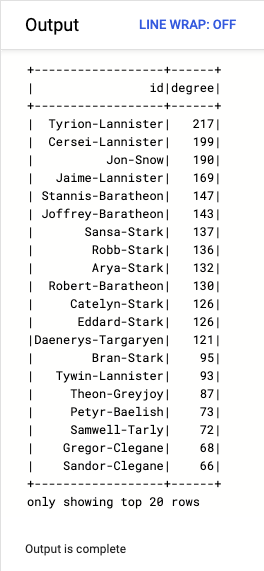 Output
LINE WRAP: OFF
+------------------+------+
|                id|degree|
+------------------+------+
|  Tyrion-Lannister|   217|
|  Cersei-Lannister|   199|
|          Jon-Snow|   190|
|   Jaime-Lannister|   169|
| Stannis-Baratheon|   147|
| Joffrey-Baratheon|   143|
|       Sansa-Stark|   137|
|        Robb-Stark|   136|
|        Arya-Stark|   132|
|  Robert-Baratheon|   130|
|     Catelyn-Stark|   126|
|      Eddard-Stark|   126|
|Daenerys-Targaryen|   121|
|        Bran-Stark|    95|
|   Tywin-Lannister|    93|
|     Theon-Greyjoy|    87|
|     Petyr-Baelish|    73|
|     Samwell-Tarly|    72|
|    Gregor-Clegane|    68|
|    Sandor-Clegane|    66|
+------------------+------+
only showing top 20 rows
Output is complete